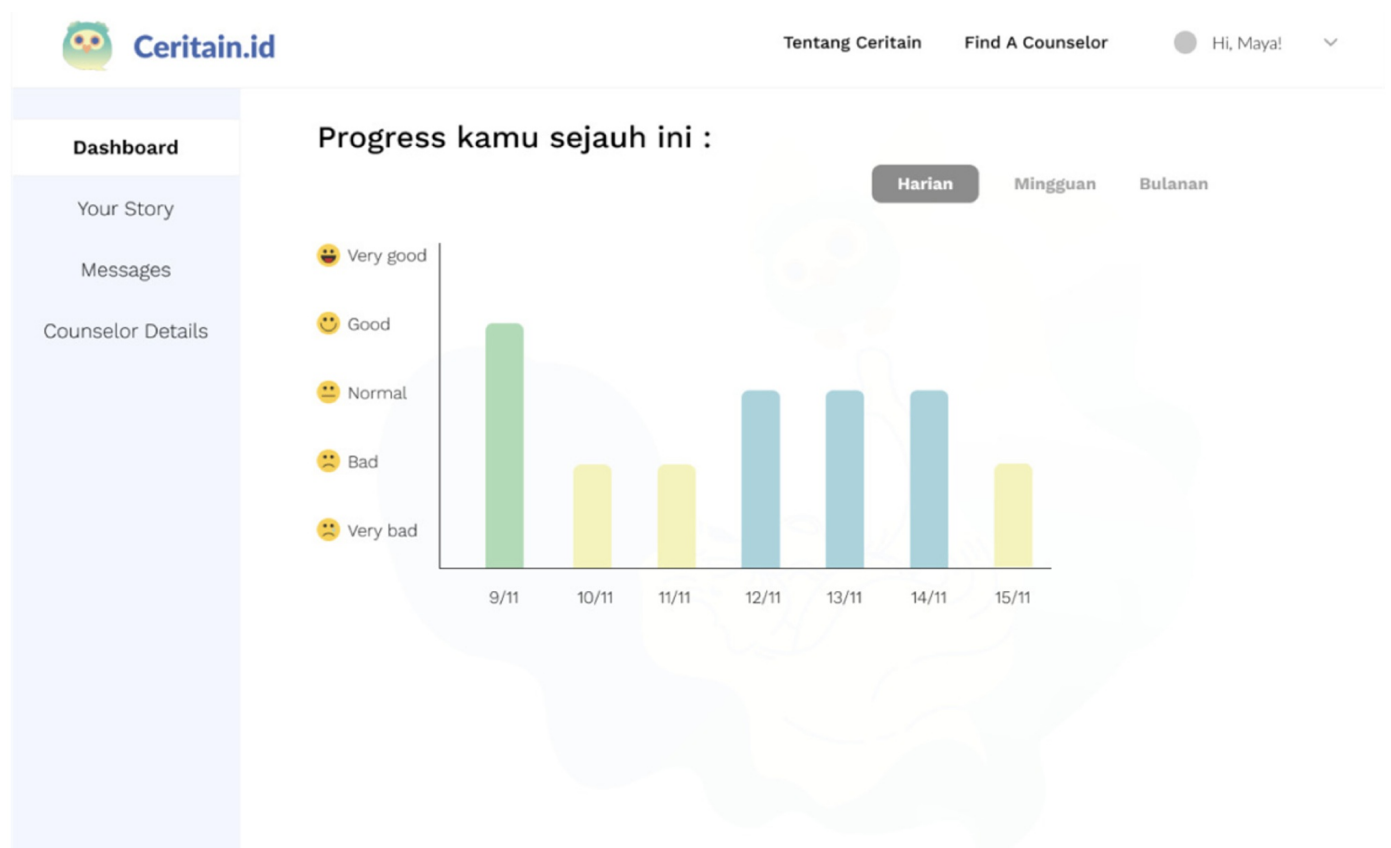 Ceritain.id
Tentang Ceritain
Find A Counselor
Hi, Maya!
Dashboard
Your Story
Messages
Counselor Details
Progress kamu sejauh ini :
Harian
Mingguan
Bulanan
Very good
Good
Normal
Bad
Very bad
9/11
10/11
11/11
12/11
13/11
14/11
15/11